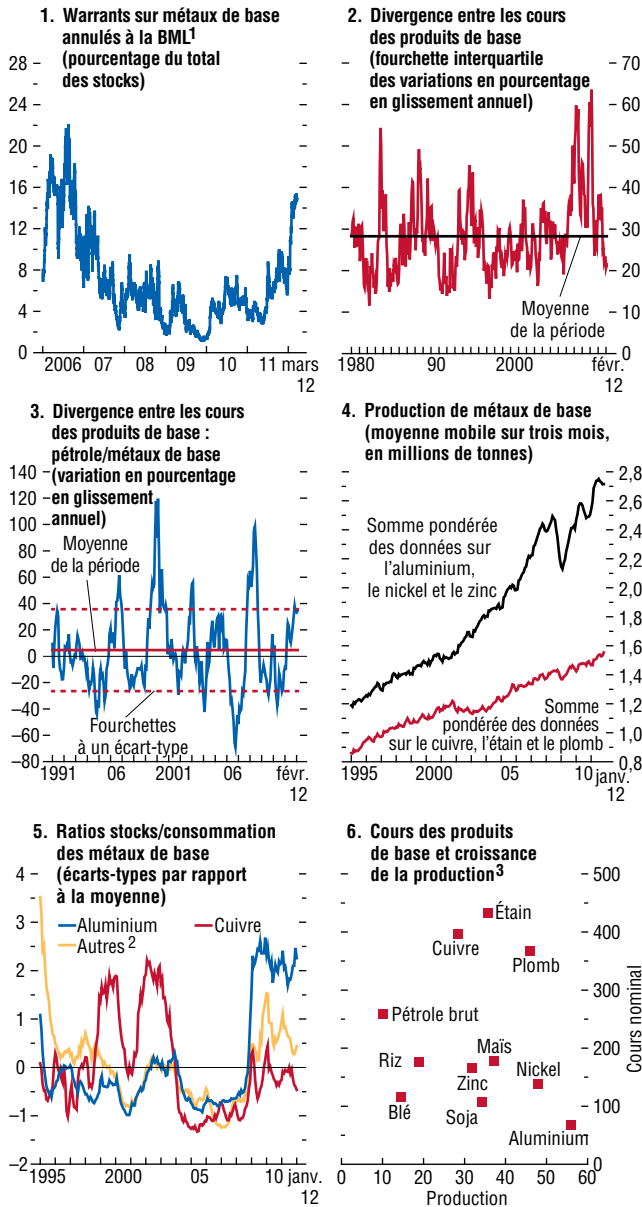 1. Warrants sur métaux de base
annulés à la BML1
(pourcentage du total
des stocks)
28
24
20
16
12
8
4
0
2006 07 08 09 10 11 mars
12
2. Divergence entre les cours
des produits de base
(fourchette interquartile
des variations en pourcentage
en glissement annuel)
70
60
50
40
30
20
10
0
Moyenne
de la période
1980 90 2000 févr.
12
3. Divergence entre les cours
des produits de base :
pétrole/métaux de base
(variation en pourcentage
en glissement
annuel)
140
120
100
80
60
40
20
0
−20
−40
−60
−80
Moyenne
de la période
Fourchettes
à un écart-type
1991 06 2001 06 févr.
12
4. Production de métaux de base
(moyenne mobile sur trois mois,
en millions de tonnes)
2,8
2,6
2,4
2,2
2,0
1,8
1,6
1,4
1,2
1,0
0,8
Somme pondérée
des données sur
l’aluminium,
le nickel et le zinc
Somme
pondérée des données
sur le cuivre, l’étain et le plomb
1995 2000 05 10 janv.
12
5. Ratios stocks/consommation
des métaux de base
(écarts-types par rapport
à la moyenne)
4
3
2
1
0
−1
−2
Aluminium Cuivre
Autres 2
1995 2000 05 10 janv.
12
6. Cours des produits
de base et croissance
de la production3
500
400
300
200
100
0
Cours nominal
Étain
Cuivre
Plomb
Pétrole brut
Riz
Maïs
Zinc
Nickel
Blé
Soja
Aluminium
0 10 20 30 40 50 60
Production